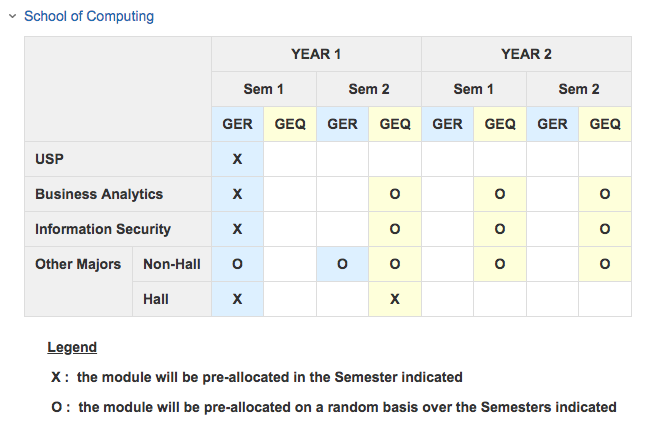 School of Computing
YEAR 1 YEAR 2
Sem 1 Sem 2 Sem 1 Sem 2
GER GEQ GER GEQ GER GEQ GER GEQ
USP X
Business Analytics X O O O
Information Security X O O O
Other Majors Non-Hall O O O O O
Hall X X
Legend
X : the module will be pre-allocated in the Semester indicated
O : the module will be pre-allocated on a random basis over the Semesters indicated